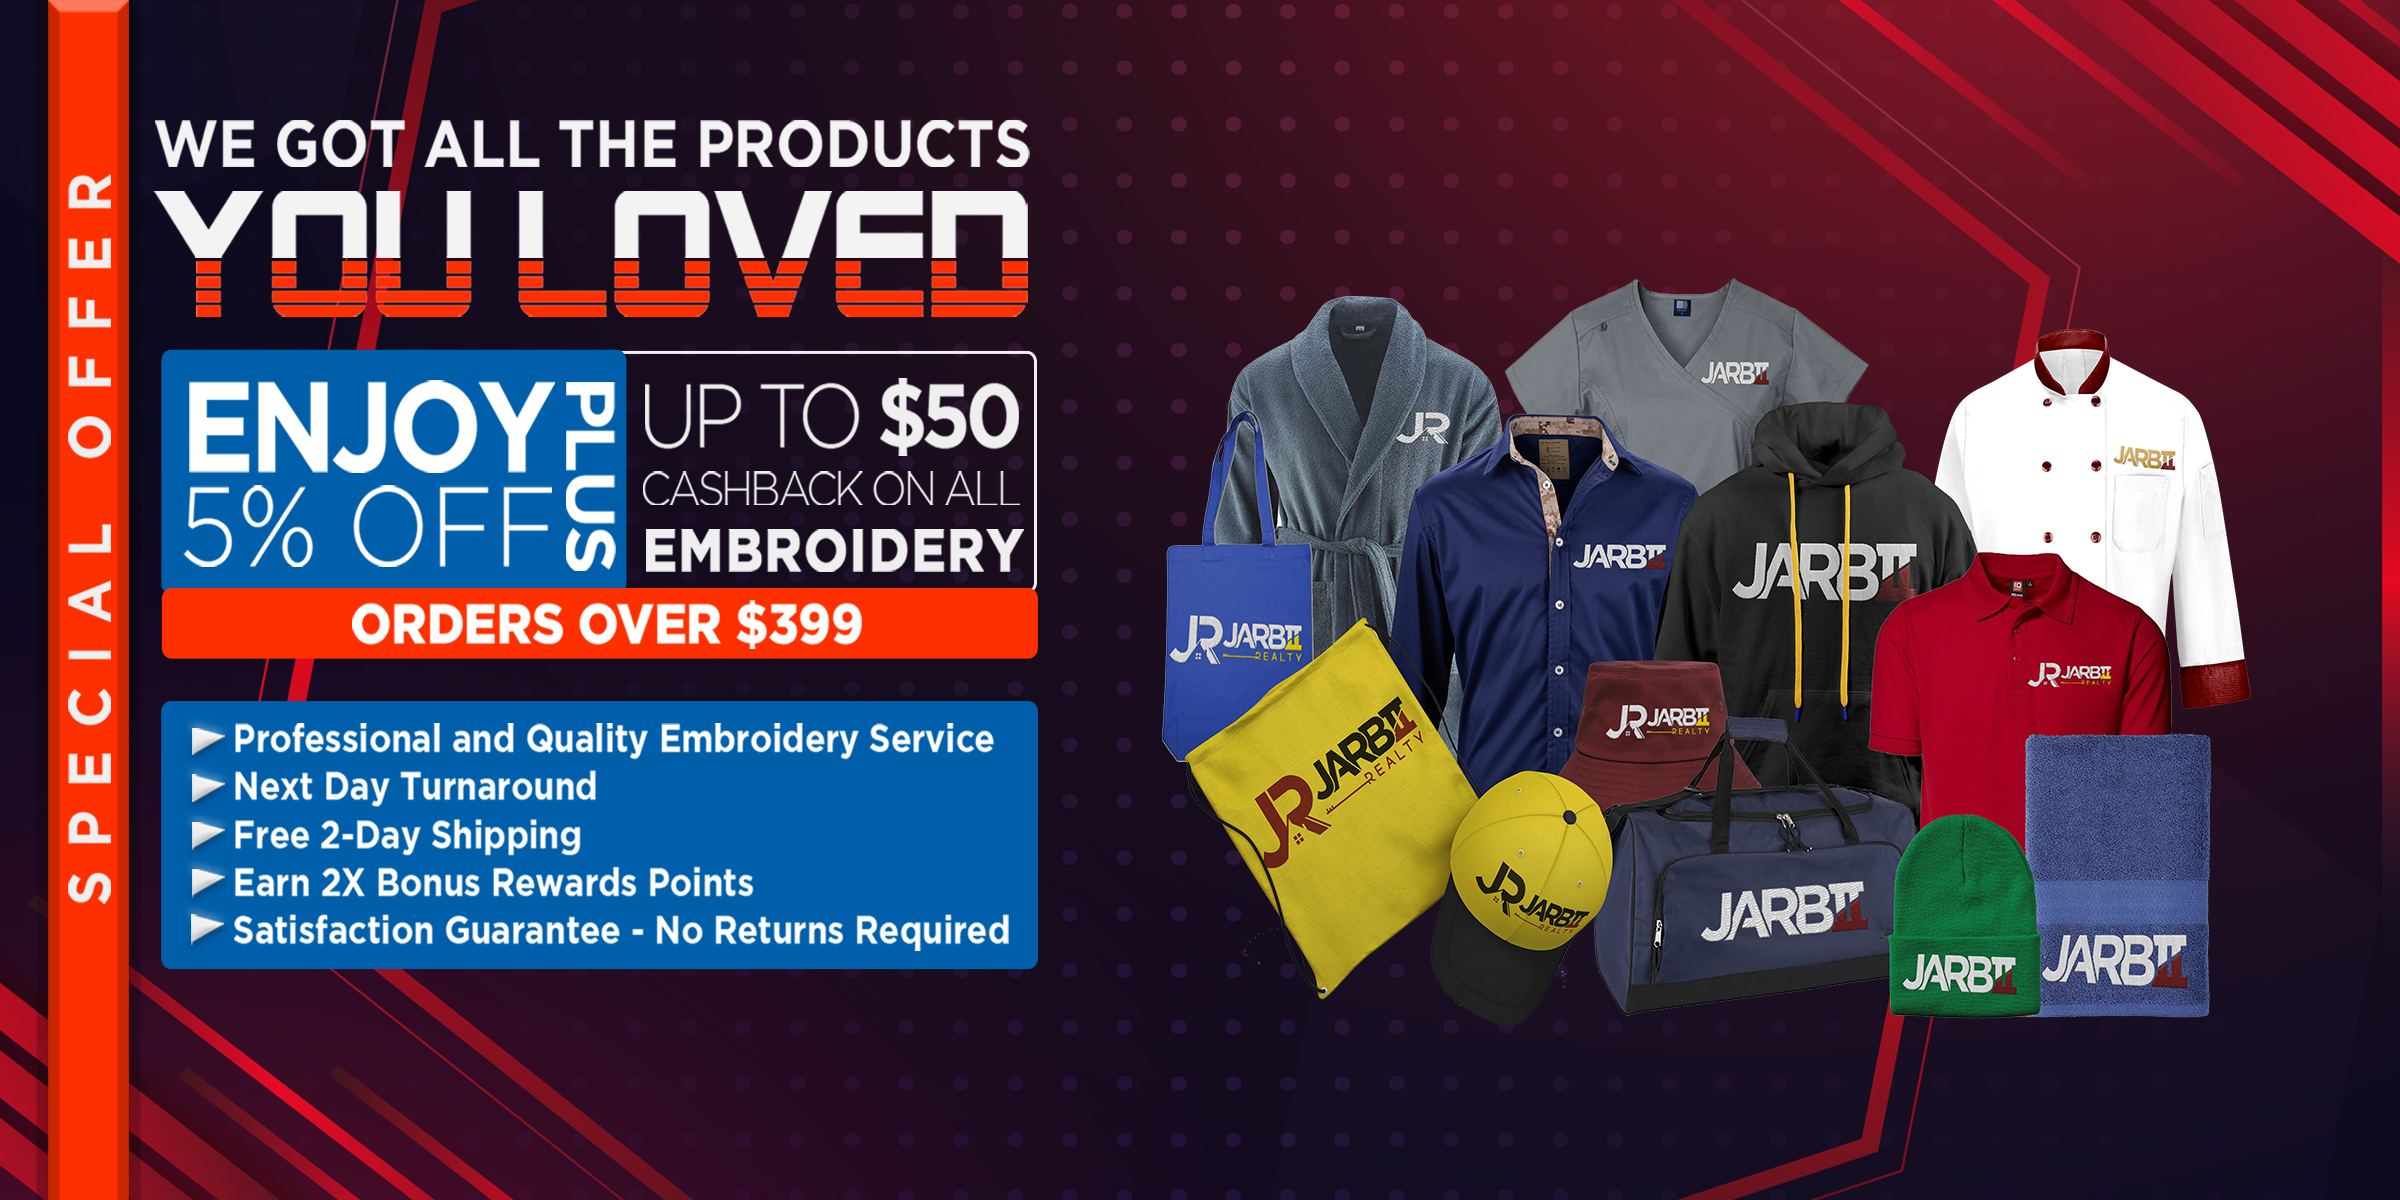 SPECIAL OFFER
WE GOT ALL THE PRODUCTS
YOU LOVED
ENJOY
5% OFF
PLUS
UP TO $50
CASHBACK ON ALL
EMBROIDERY
ORDERS OVER $399
Professional and Quality Embroidery Service
Next Day Turnaround
Free 2-Day Shipping
Earn 2X Bonus Rewards Points
Satisfaction Guarantee - No Returns Required
JR
JARBII
JARBII
JARBII
JARBII
JR JARBII
REALTY
JR JARBII
REALTY
JR JARBII
REALTY
JR JARBII
REALTY
JR JARBII
REALTY
JARBII
JARBII
JARBII